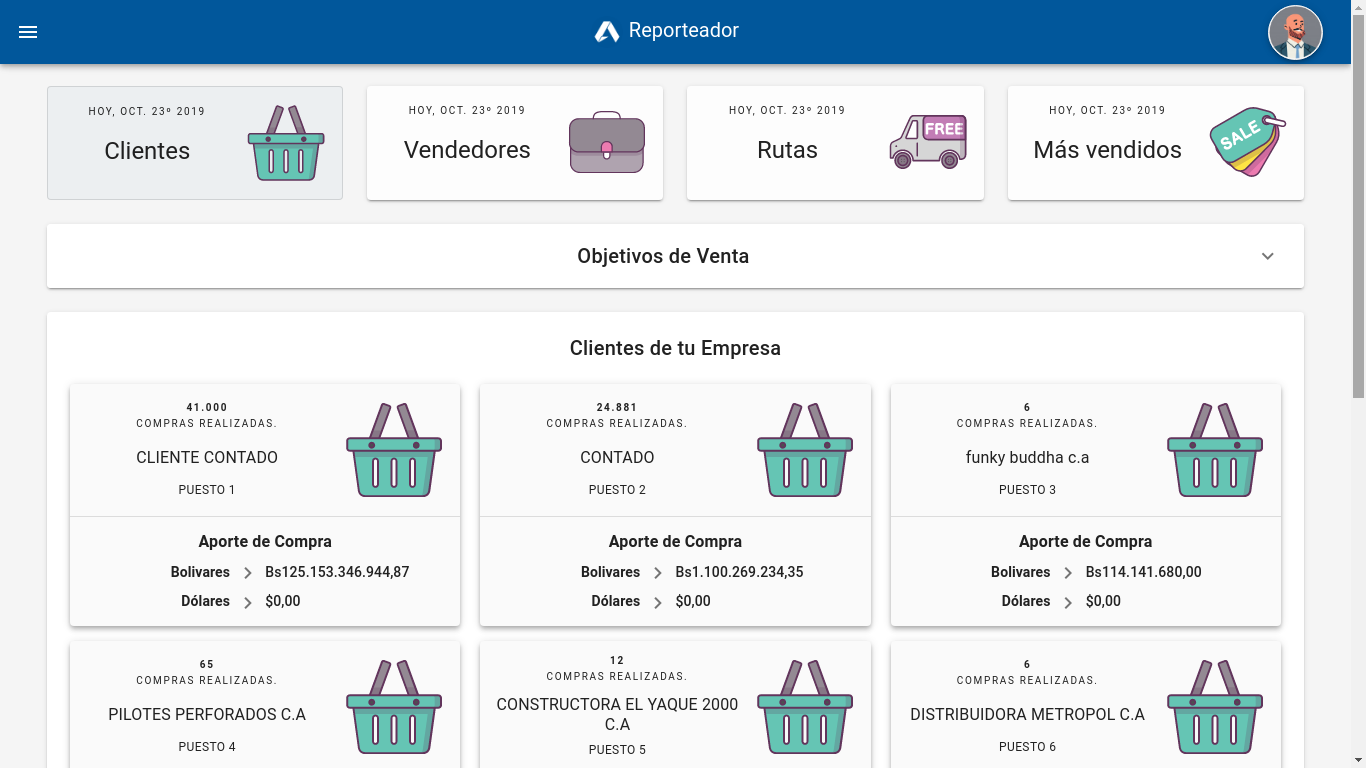 Reporteador
HOY, OCT. 23º 2019
Clientes
HOY, OCT. 23º 2019
Vendedores
HOY, OCT. 23º 2019
Rutas
FREE
HOY, OCT. 23º 2019
Más vendidos
SALE
Objetivos de Venta
Clientes de tu Empresa
41.000
COMPRAS REALIZADAS.
CLIENTE CONTADO
PUESTO 1
Aporte de Compra
Bolivares Bs125.153.346.944,87
Dólares $0,00
24.881
COMPRAS REALIZADAS.
CONTADO
PUESTO 2
Aporte de Compra
Bolivares Bs1.100.269.234,35
Dólares $0,00
6
COMPRAS REALIZADAS.
funky buddha c.a
PUESTO 3
Aporte de Compra
Bolivares Bs114.141.680,00
Dólares $0,00
65
COMPRAS REALIZADAS.
PILOTES PERFORADOS C.A
PUESTO 4
12
COMPRAS REALIZADAS.
CONSTRUCTORA EL YAQUE 2000
C.A
PUESTO 5
6
COMPRAS REALIZADAS.
DISTRIBUIDORA METROPOL C.A
PUESTO 6